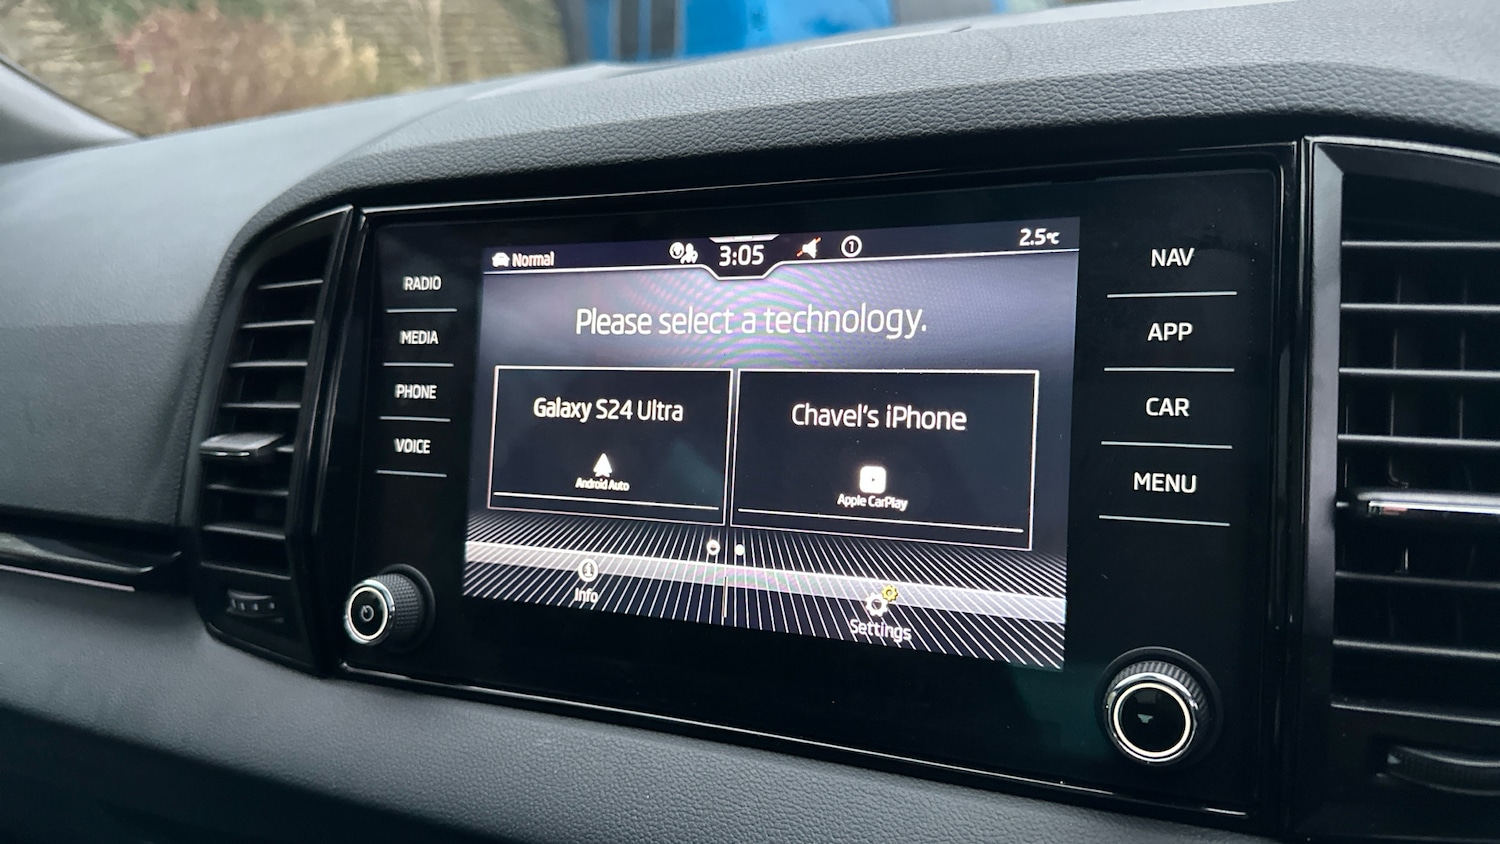 Normal
3:05
1
2.5°C
Please select a technology.
Galaxy S24 Ultra
Android Auto
Chavel's iPhone
Apple CarPlay
Info
Settings
RADIO
MEDIA
PHONE
VOICE
NAV
APP
CAR
MENU